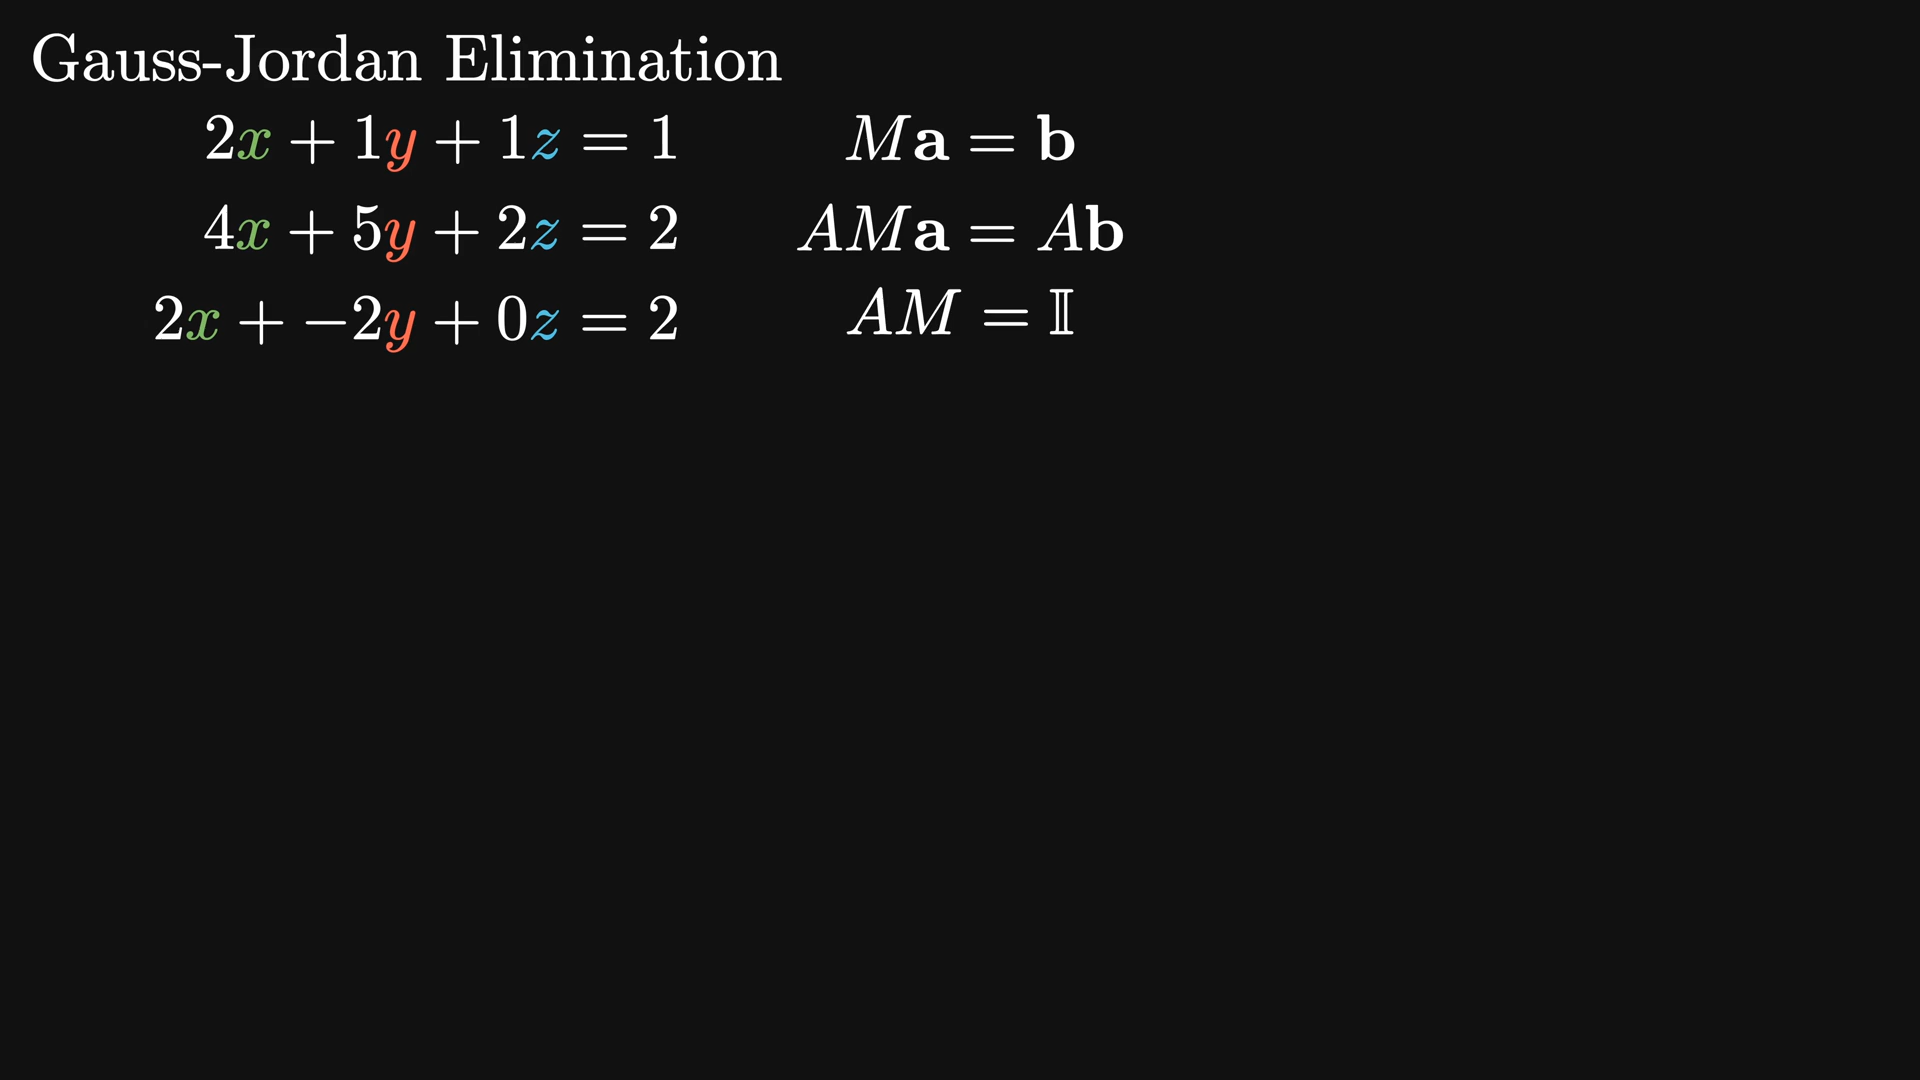 Gauss-Jordan Elimination
2x + 1y + 1z = 1
4x + 5y + 2z = 2
2x + −2y + 0z = 2
Ma = b
AMa = Ab
AM = 𝕀